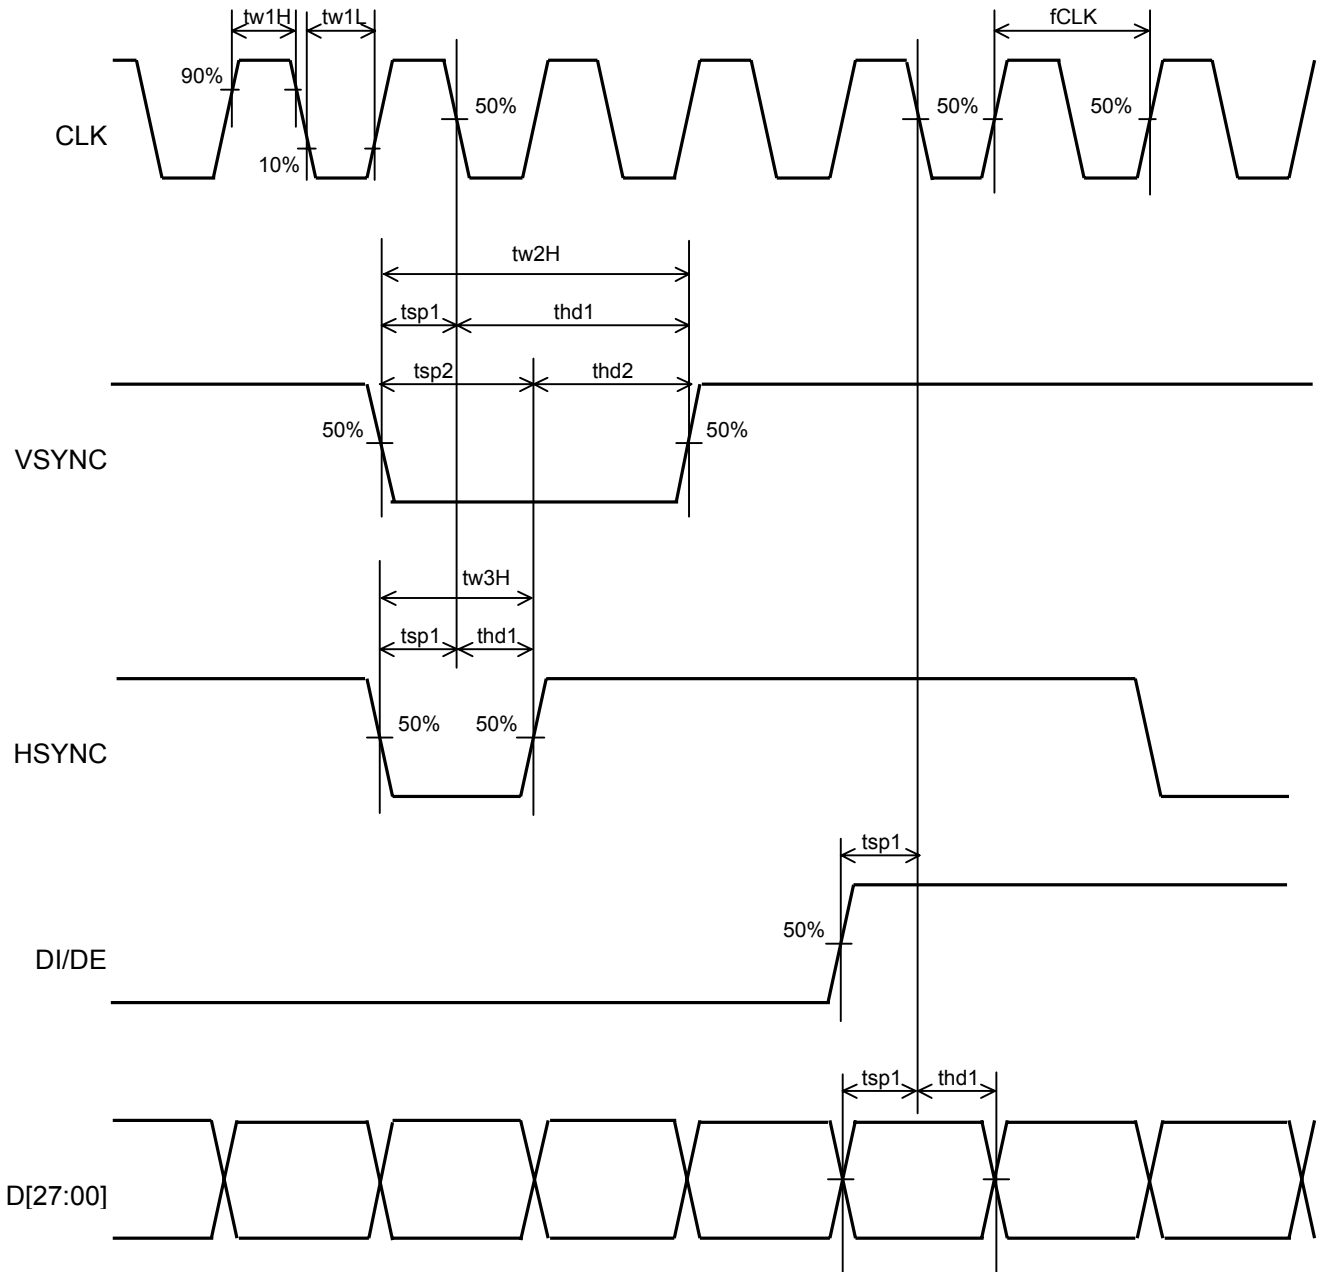 tw1H tw1L fCLK
90% 50% 50% 50%
CLK
10%
tw2H
tsp1 thd1
tsp2 thd2
50% 50%
VSYNC
tw3H
tsp1 thd1
50% 50%
HSYNC
tsp1
50%
DI/DE
tsp1 thd1
D[27:00]